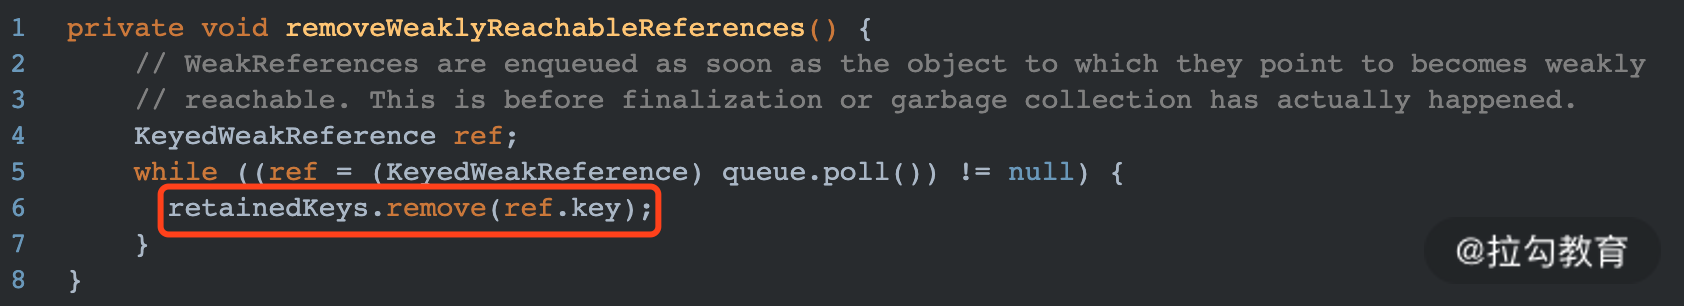 1 private void removeWeaklyReachableReferences() {
2 // WeakReferences are enqueued as soon as the object to which they point to becomes weakly
3 // reachable. This is before finalization or garbage collection has actually happened.
4 KeyedWeakReference ref;
5 while ((ref = (KeyedWeakReference) queue.poll()) != null) {
6 retainedKeys.remove(ref.key);
7 }
8 }
@拉勾教育